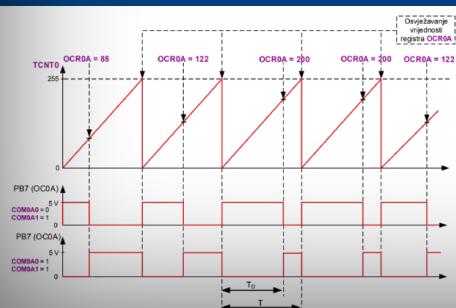 Osvježavanje
vrijednosti
registra OCR0A
TCNT0
OCR0A = 85
OCR0A = 122
OCR0A = 200
OCR0A = 200
OCR0A = 122
255
0
PB7 (OC0A)
5 V
COM0A0 = 0
COM0A1 = 1
0
PB7 (OC0A)
5 V
COM0A0 = 1
COM0A1 = 1
0
TD
T